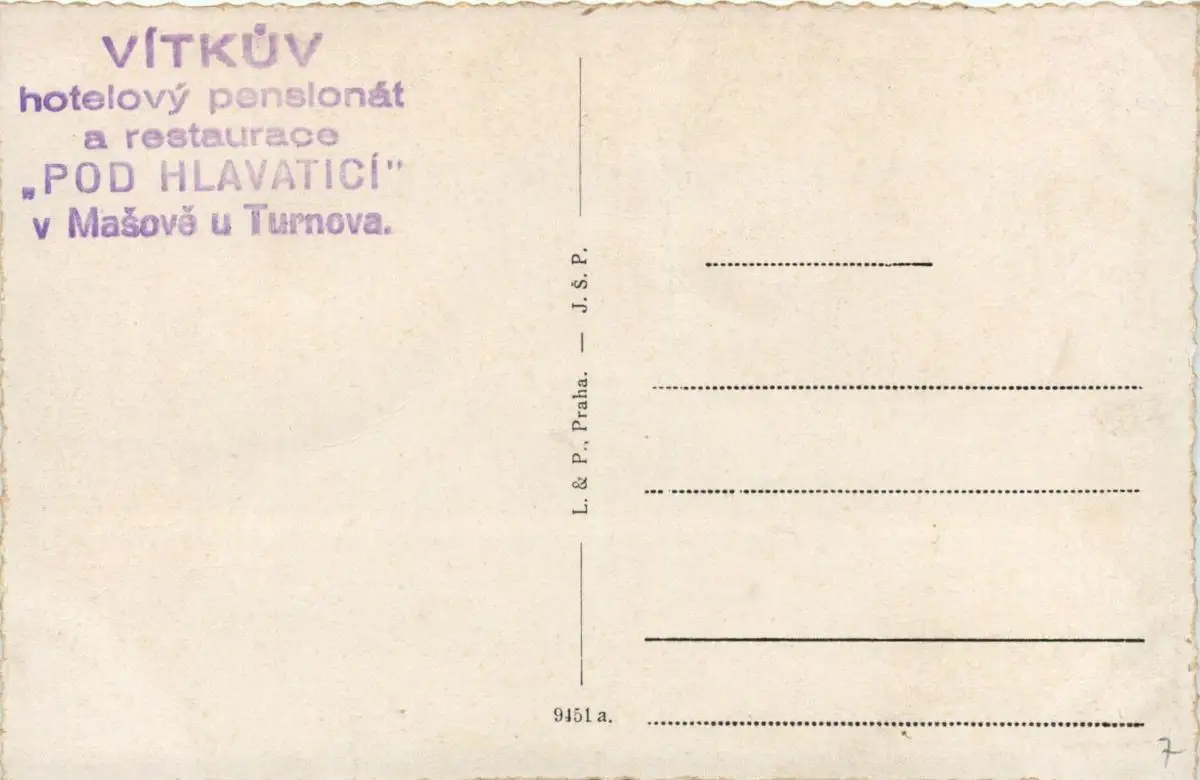 VÍTKŮV
hotelový pensionát
a restaurace
„POD HLAVATICÍ"
v Mašově u Turnova.
L. & P., Praha. — J. Š. P.
9451 a.
7